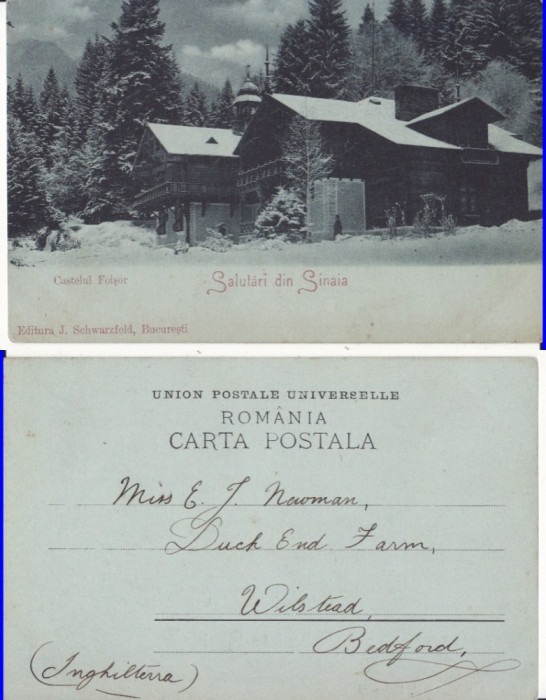 Castelul Foișor
Salutări din Sinaia
Editura J. Schwarzfeld, București
UNION POSTALE UNIVERSELLE
ROMÂNIA
CARTA POSTALA
Miss E. J. Newman,
Duck End Farm,
Wilstead,
Bedford,
(Inghilterra)